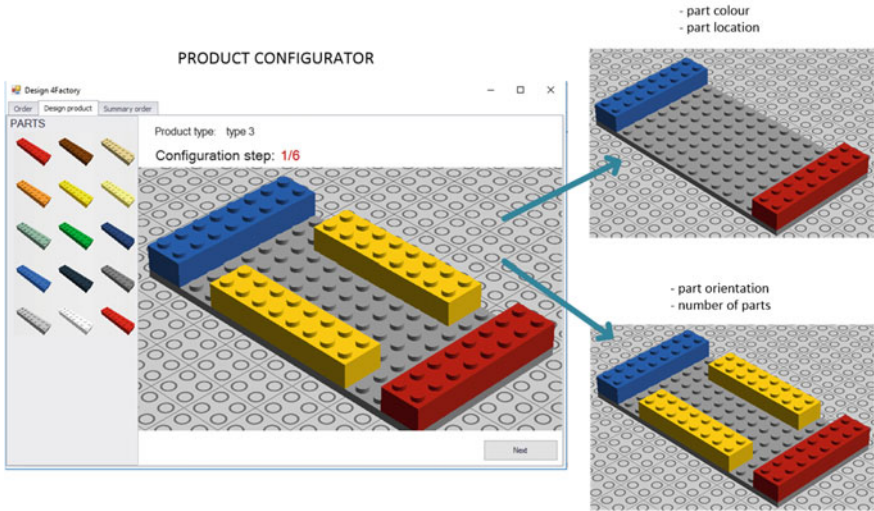 - part colour
- part location
PRODUCT CONFIGURATOR
Design 4Factory
Order Design product Summary order
PARTS
Product type: type 3
Configuration step: 1/6
Next
- part orientation
- number of parts